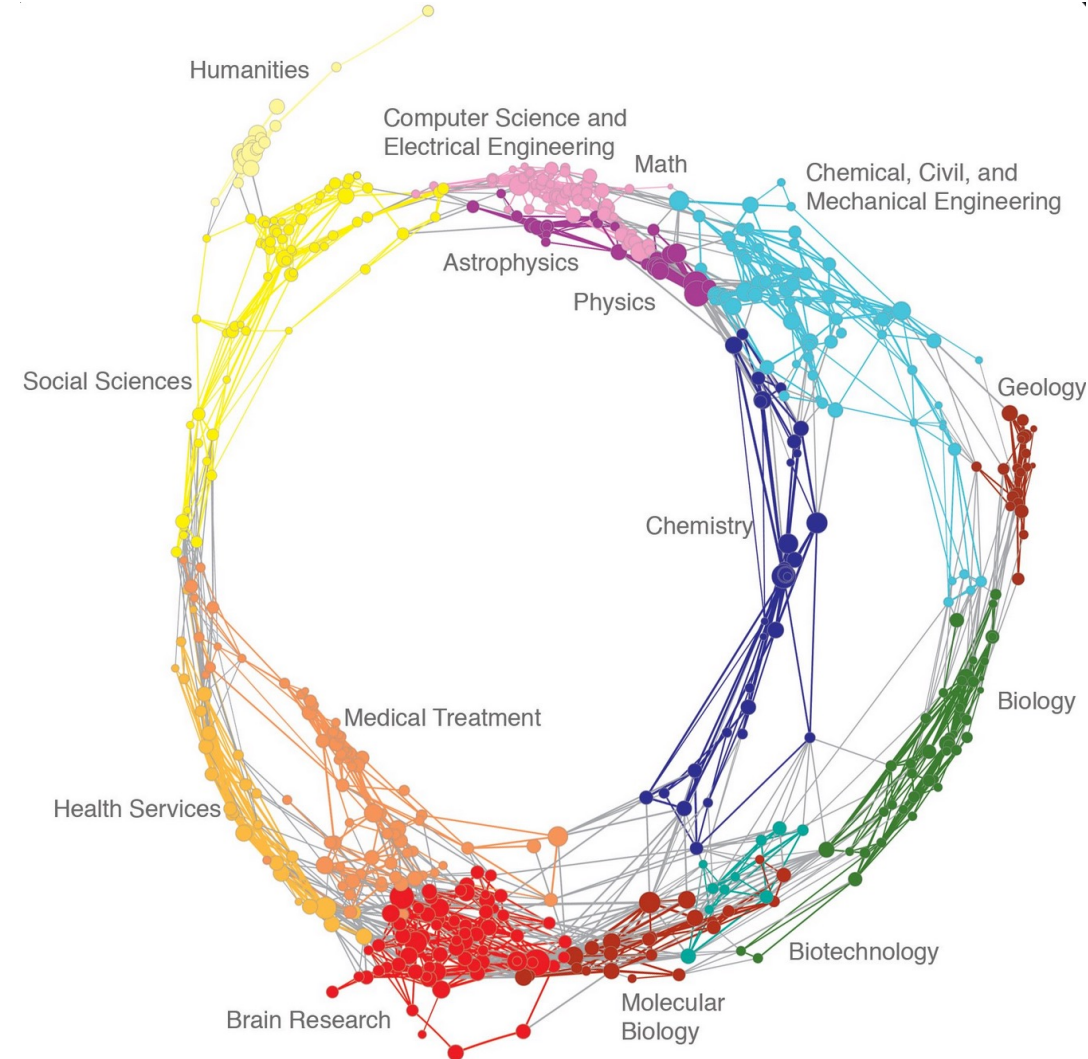 Humanities
Computer Science and
Electrical Engineering
Math
Chemical, Civil, and
Mechanical Engineering
Astrophysics
Physics
Social Sciences
Geology
Chemistry
Biology
Medical Treatment
Health Services
Biotechnology
Molecular
Biology
Brain Research